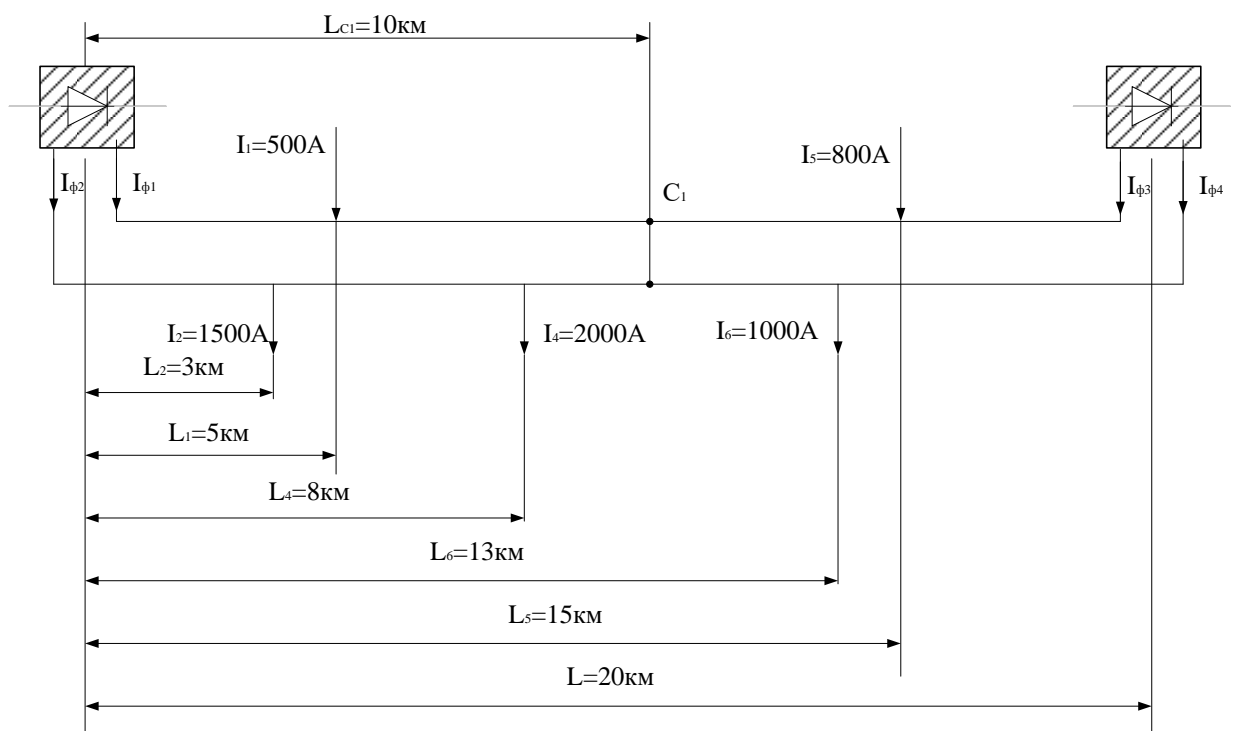 L_C1=10км
I₁=500А
I₅=800А
I_ф2
I_ф1
C₁
I_ф3
I_ф4
I₂=1500А
I₄=2000А
I₆=1000А
L₂=3км
L₁=5км
L₄=8км
L₆=13км
L₅=15км
L=20км